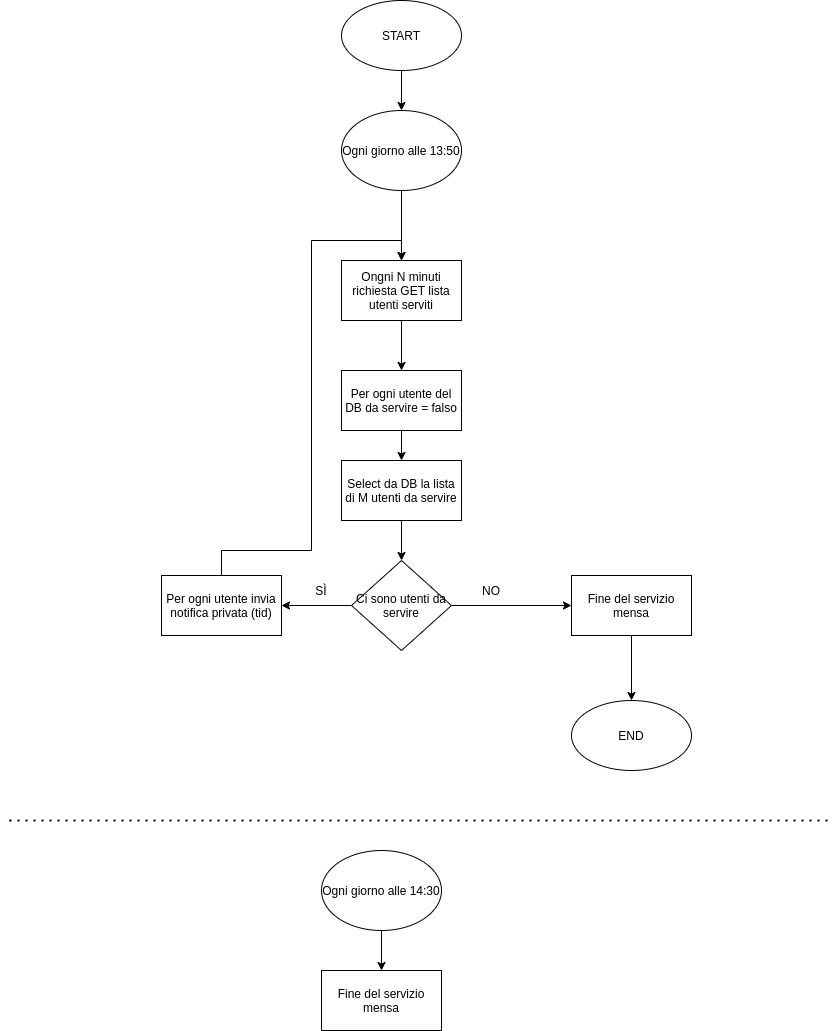 START
Ogni giorno alle 13:50
Ongni N minuti
richiesta GET lista
utenti serviti
Per ogni utente del
DB da servire = falso
Select da DB la lista
di M utenti da servire
Ci sono utenti da
servire
SÌ
NO
Per ogni utente invia
notifica privata (tid)
Fine del servizio
mensa
END
Ogni giorno alle 14:30
Fine del servizio
mensa